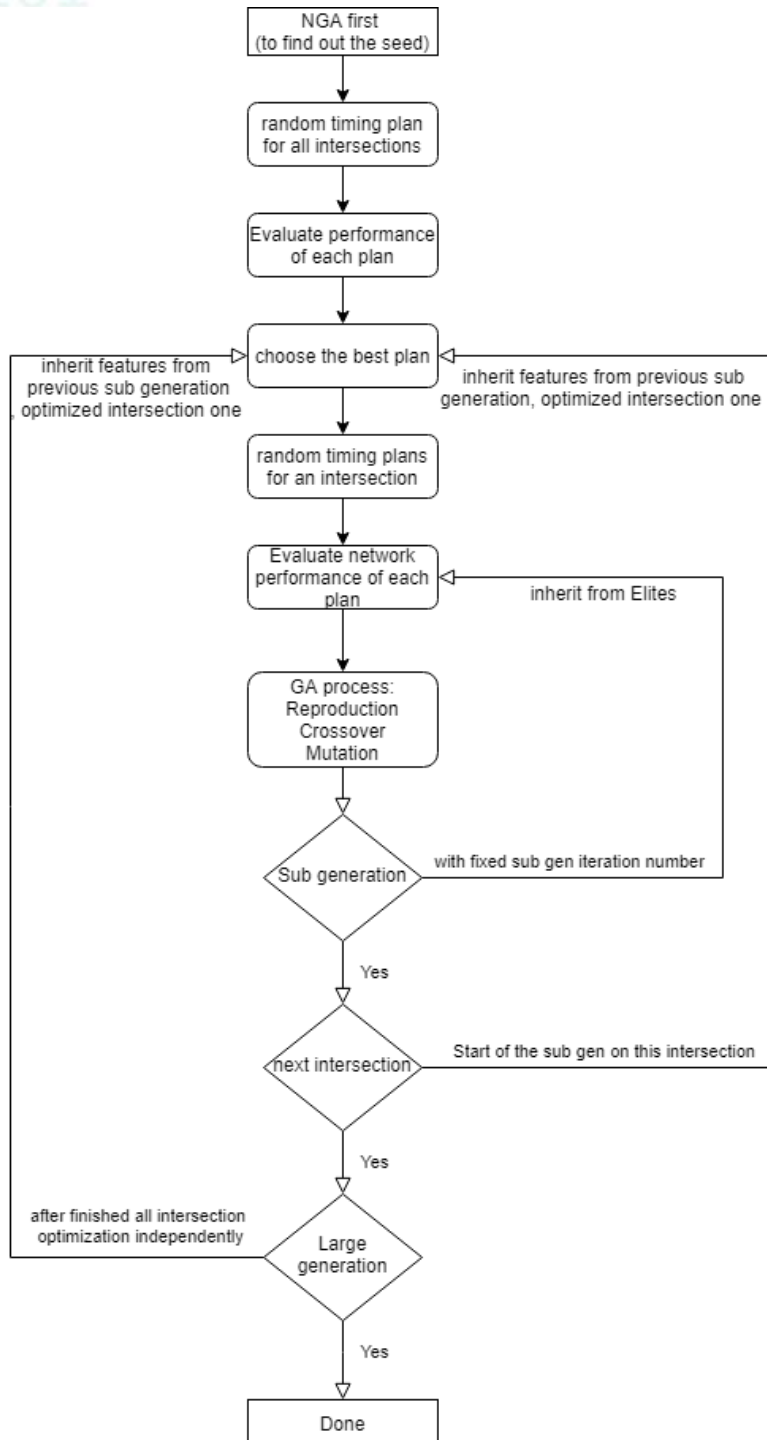 NGA first
(to find out the seed)
random timing plan
for all intersections
Evaluate performance
of each plan
choose the best plan
inherit features from
previous sub generation
, optimized intersection one
inherit features from previous sub
generation, optimized intersection one
random timing plans
for an intersection
Evaluate network
performance of each
plan
inherit from Elites
GA process:
Reproduction
Crossover
Mutation
Sub generation
with fixed sub gen iteration number
Yes
next intersection
Start of the sub gen on this intersection
Yes
after finished all intersection
optimization independently
Large
generation
Yes
Done